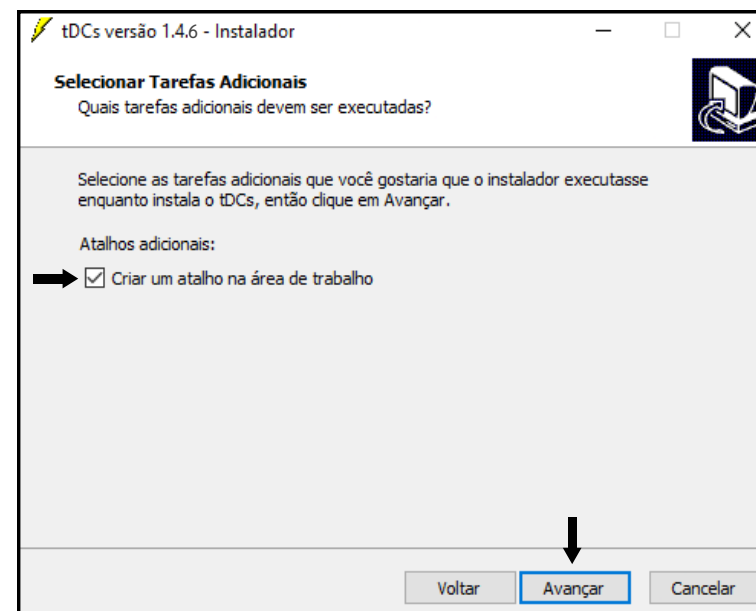 tDCs versão 1.4.6 - Instalador
Selecionar Tarefas Adicionais
Quais tarefas adicionais devem ser executadas?
Selecione as tarefas adicionais que você gostaria que o instalador executasse
enquanto instala o tDCs, então clique em Avançar.
Atalhos adicionais:
Criar um atalho na área de trabalho
Voltar
Avançar
Cancelar